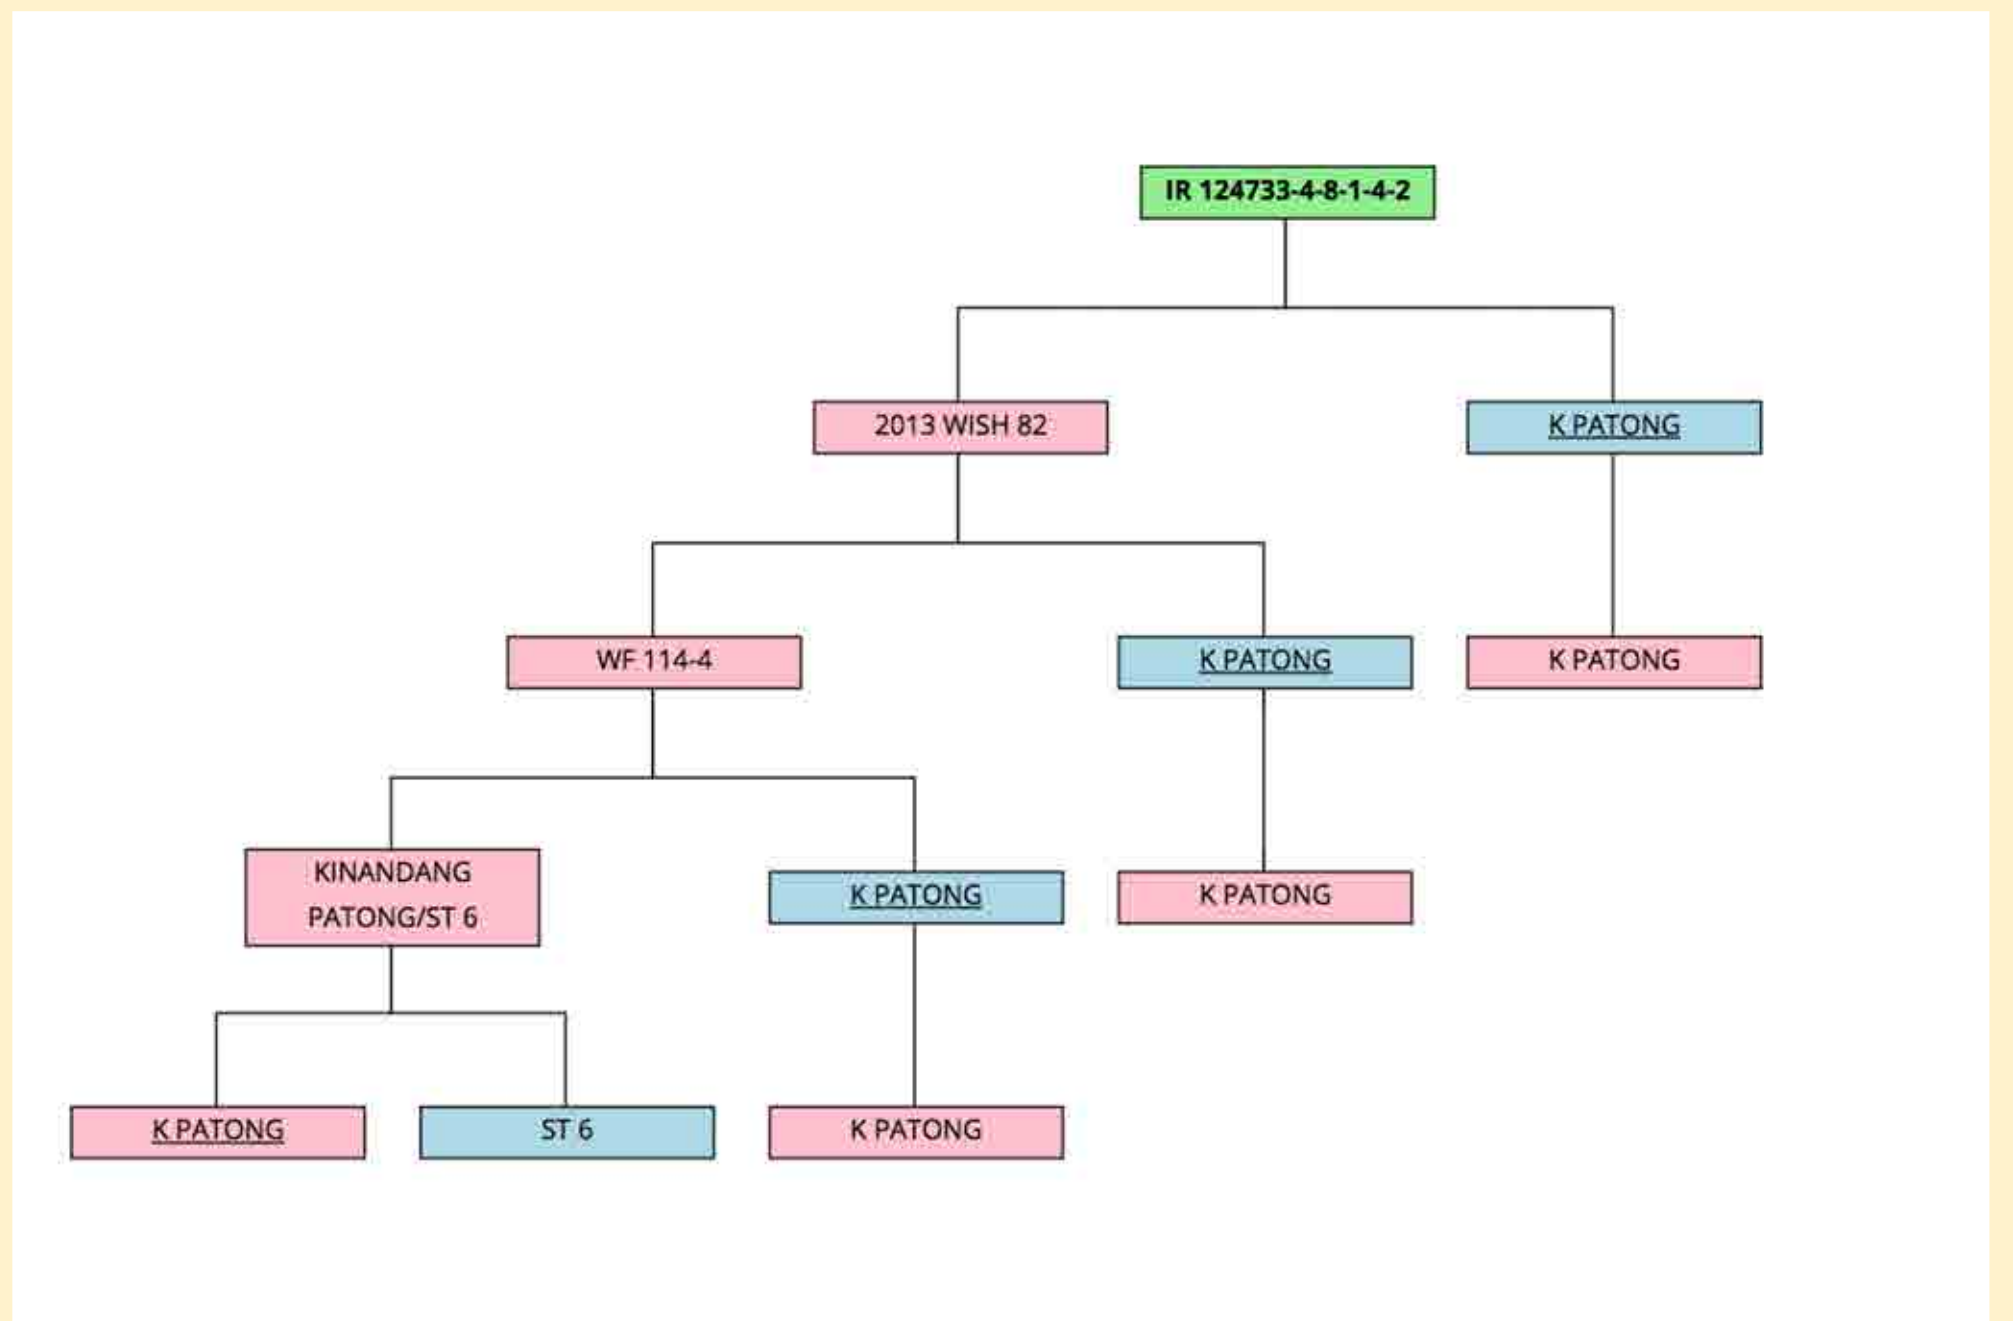 IR 124733-4-8-1-4-2
2013 WISH 82
K PATONG
WF 114-4
K PATONG
K PATONG
KINANDANG
PATONG/ST 6
K PATONG
K PATONG
K PATONG
ST 6
K PATONG